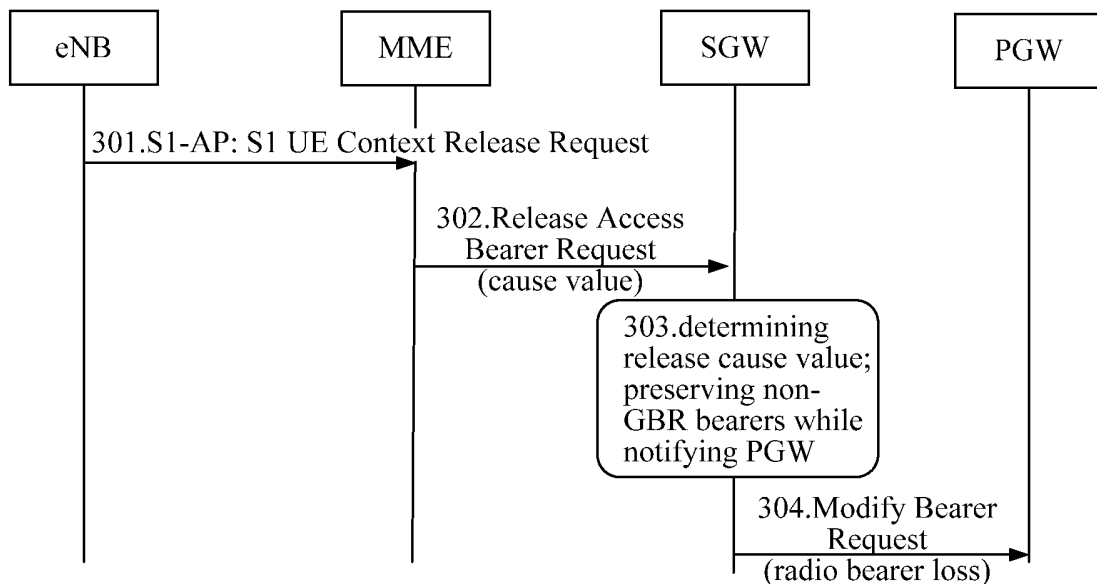 eNB
MME
SGW
PGW
301.S1-AP: S1 UE Context Release Request
302.Release Access
Bearer Request
(cause value)
303.determining
release cause value;
preserving non-
GBR bearers while
notifying PGW
304.Modify Bearer
Request
(radio bearer loss)